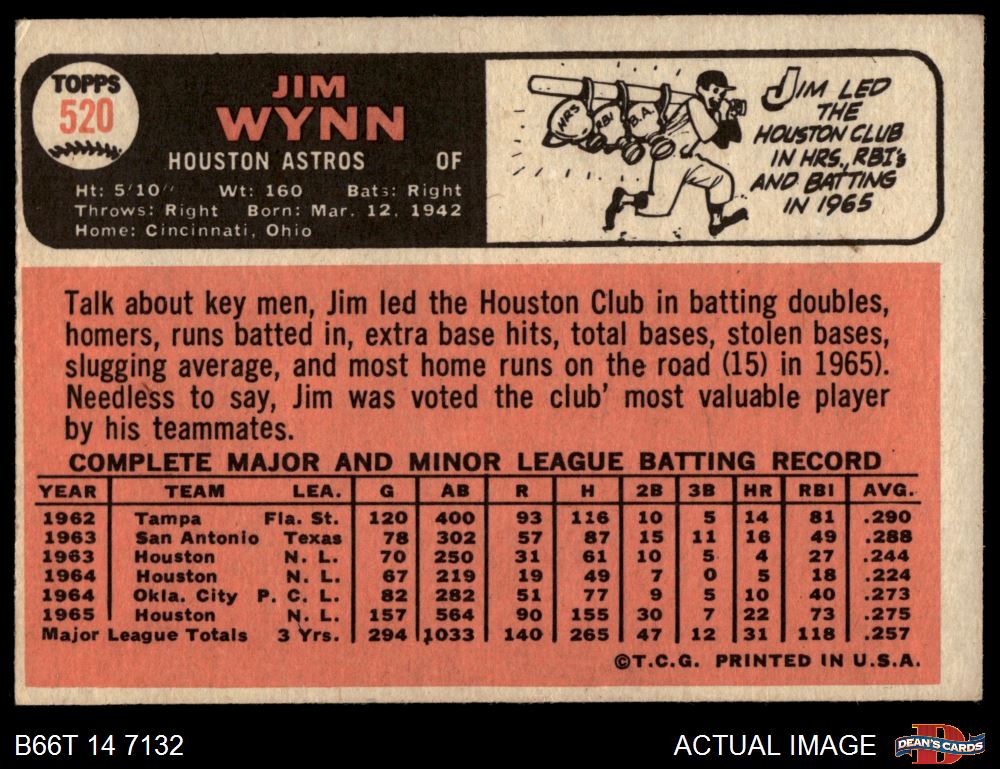 TOPPS
520
JIM
WYNN
HOUSTON ASTROS OF
Ht: 5'10" Wt: 160 Bats: Right
Throws: Right Born: Mar. 12, 1942
Home: Cincinnati, Ohio
HRS RBI B.A.
JIM LED
THE
HOUSTON CLUB
IN HRS., RBI's
AND BATTING
IN 1965
Talk about key men, Jim led the Houston Club in batting doubles,
homers, runs batted in, extra base hits, total bases, stolen bases,
slugging average, and most home runs on the road (15) in 1965).
Needless to say, Jim was voted the club' most valuable player
by his teammates.
COMPLETE MAJOR AND MINOR LEAGUE BATTING RECORD
YEAR TEAM LEA. G AB R H 2B 3B HR RBI AVG.
1962 Tampa Fla. St. 120 400 93 116 10 5 14 81 .290
1963 San Antonio Texas 78 302 57 87 15 11 16 49 .288
1963 Houston N. L. 70 250 31 61 10 5 4 27 .244
1964 Houston N. L. 67 219 19 49 7 0 5 18 .224
1964 Okla. City P. C. L. 82 282 51 77 9 5 10 40 .273
1965 Houston N. L. 157 564 90 155 30 7 22 73 .275
Major League Totals 3 Yrs. 294 1033 140 265 47 12 31 118 .257
©T.C.G. PRINTED IN U.S.A.
B66T 14 7132 ACTUAL IMAGE
D
DEAN'S CARDS